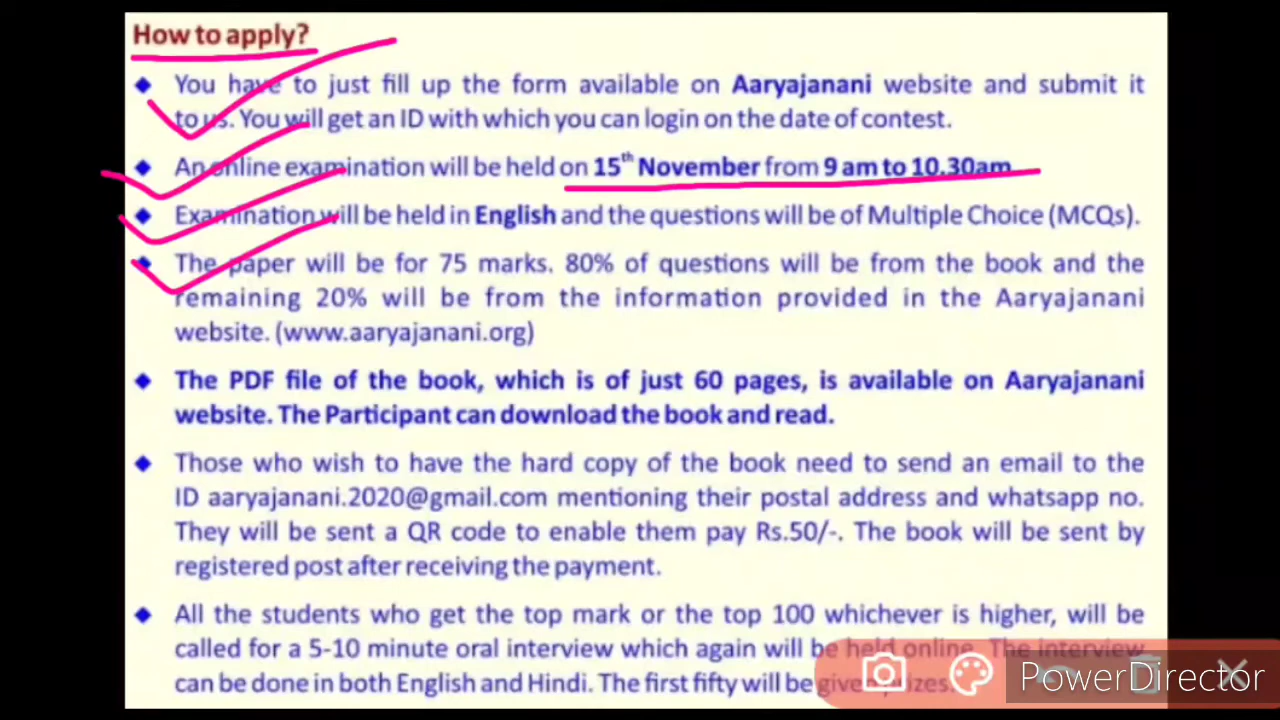 How to apply?
You have to just fill up the form available on Aaryajanani website and submit it
to us. You will get an ID with which you can login on the date of contest.
An online examination will be held on 15th November from 9 am to 10.30am
Examination will be held in English and the questions will be of Multiple Choice (MCQs).
The paper will be for 75 marks. 80% of questions will be from the book and the
remaining 20% will be from the information provided in the Aaryajanani
website. (www.aaryajanani.org)
The PDF file of the book, which is of just 60 pages, is available on Aaryajanani
website. The Participant can download the book and read.
Those who wish to have the hard copy of the book need to send an email to the
ID aaryajanani.2020@gmail.com mentioning their postal address and whatsapp no.
They will be sent a QR code to enable them pay Rs.50/-. The book will be sent by
registered post after receiving the payment.
All the students who get the top mark or the top 100 whichever is higher, will be
called for a 5-10 minute oral interview which again will be held online. The interview
can be done in both English and Hindi. The first fifty will be given prizes.
PowerDirector